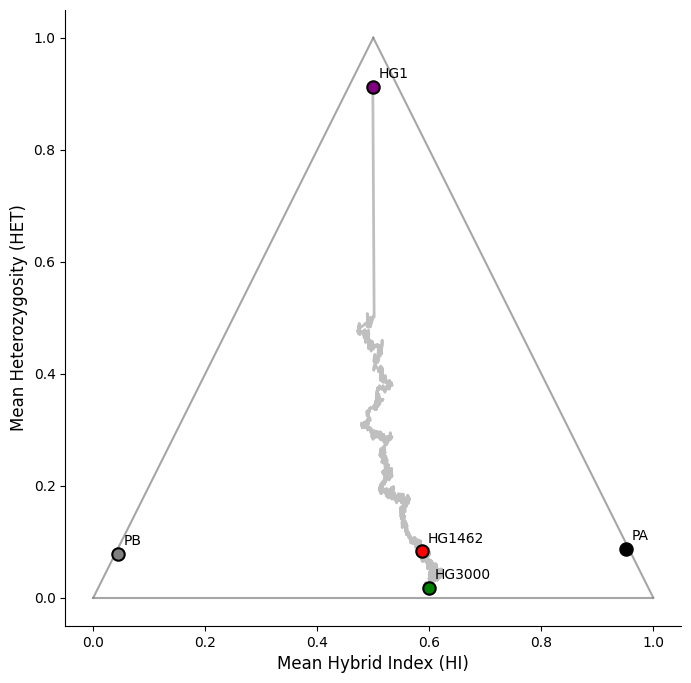 1.0
0.8
0.6
0.4
0.2
0.0
Mean Heterozygosity (HET)
HG1
PB
HG1462
PA
HG3000
0.0 0.2 0.4 0.6 0.8 1.0
Mean Hybrid Index (HI)